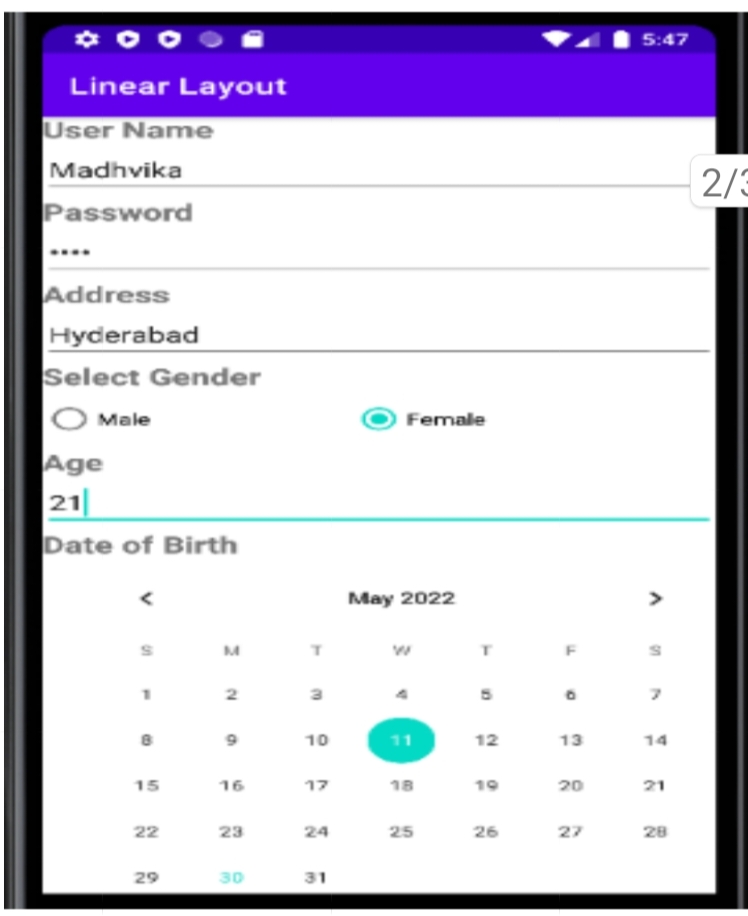 5:47
Linear Layout
User Name
Madhvika
2/3
Password
••••
Address
Hyderabad
Select Gender
Male Female
Age
21
Date of Birth
< May 2022 >
S M T W T F S
1 2 3 4 5 6 7
8 9 10 11 12 13 14
15 16 17 18 19 20 21
22 23 24 25 26 27 28
29 30 31